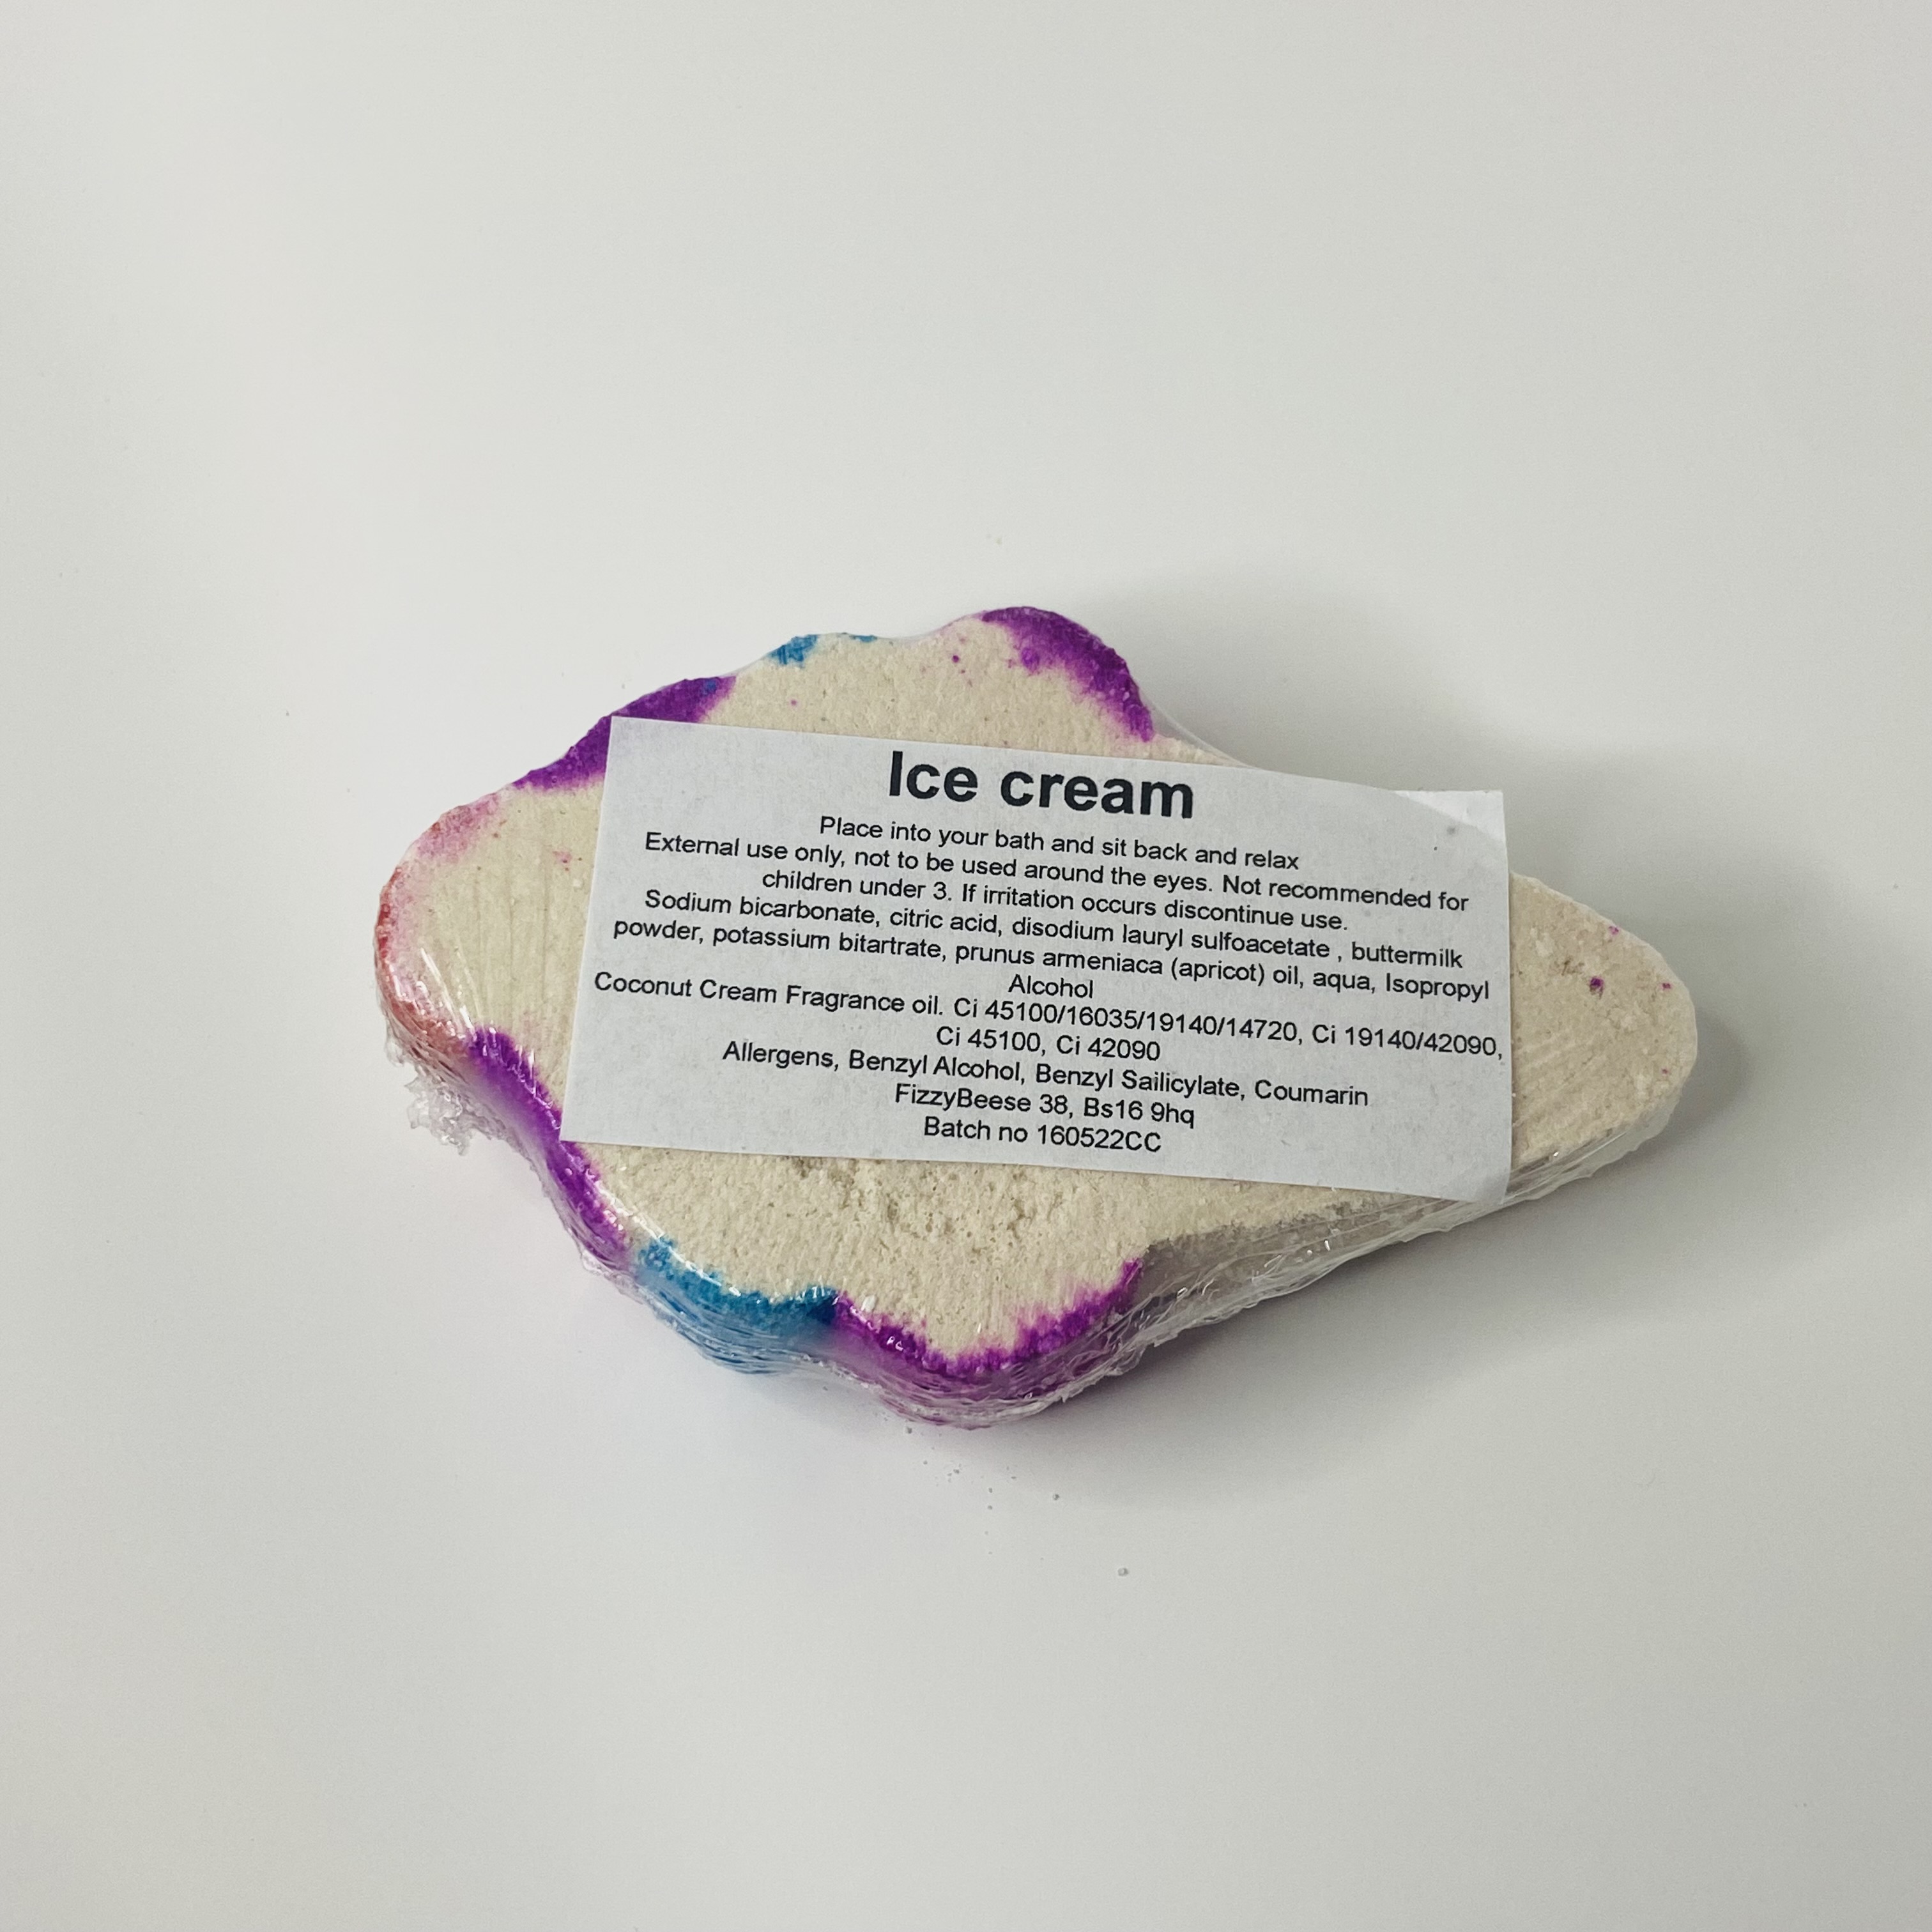 Ice cream
Place into your bath and sit back and relax
External use only, not to be used around the eyes. Not recommended for
children under 3. If irritation occurs discontinue use.
Sodium bicarbonate, citric acid, disodium lauryl sulfoacetate , buttermilk
powder, potassium bitartrate, prunus armeniaca (apricot) oil, aqua, Isopropyl
Alcohol
Coconut Cream Fragrance oil. Ci 45100/16035/19140/14720, Ci 19140/42090,
Ci 45100, Ci 42090
Allergens, Benzyl Alcohol, Benzyl Sailicylate, Coumarin
FizzyBeese 38, Bs16 9hq
Batch no 160522CC